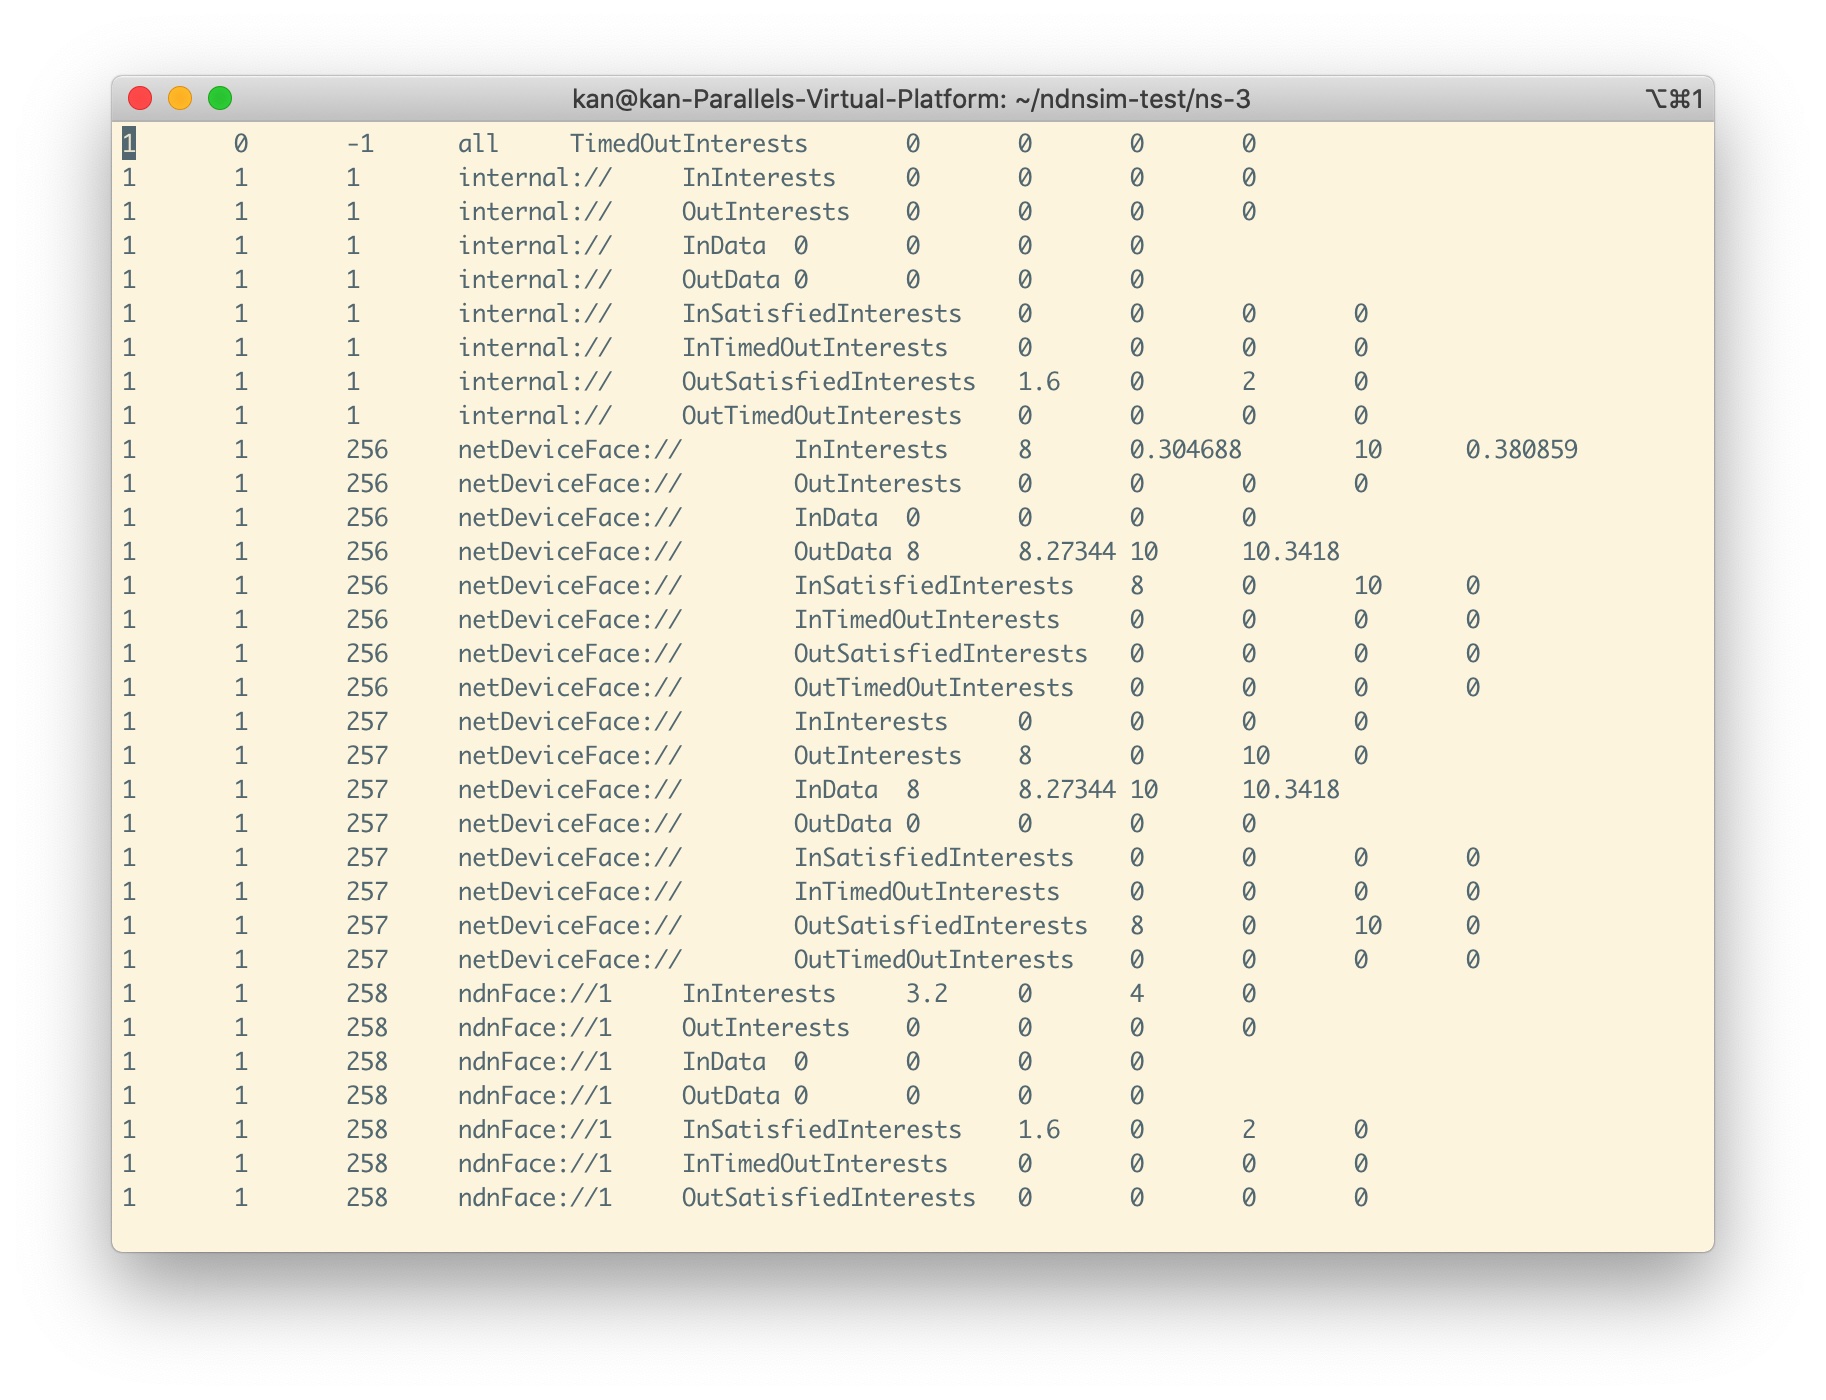 kan@kan-Parallels-Virtual-Platform: ~/ndnsim-test/ns-3 ⌥⌘1
1 0 -1 all TimedOutInterests 0 0 0 0
1 1 1 internal:// InInterests 0 0 0 0
1 1 1 internal:// OutInterests 0 0 0 0
1 1 1 internal:// InData 0 0 0 0
1 1 1 internal:// OutData 0 0 0 0
1 1 1 internal:// InSatisfiedInterests 0 0 0 0
1 1 1 internal:// InTimedOutInterests 0 0 0 0
1 1 1 internal:// OutSatisfiedInterests 1.6 0 2 0
1 1 1 internal:// OutTimedOutInterests 0 0 0 0
1 1 256 netDeviceFace:// InInterests 8 0.304688 10 0.380859
1 1 256 netDeviceFace:// OutInterests 0 0 0 0
1 1 256 netDeviceFace:// InData 0 0 0 0
1 1 256 netDeviceFace:// OutData 8 8.27344 10 10.3418
1 1 256 netDeviceFace:// InSatisfiedInterests 8 0 10 0
1 1 256 netDeviceFace:// InTimedOutInterests 0 0 0 0
1 1 256 netDeviceFace:// OutSatisfiedInterests 0 0 0 0
1 1 256 netDeviceFace:// OutTimedOutInterests 0 0 0 0
1 1 257 netDeviceFace:// InInterests 0 0 0 0
1 1 257 netDeviceFace:// OutInterests 8 0 10 0
1 1 257 netDeviceFace:// InData 8 8.27344 10 10.3418
1 1 257 netDeviceFace:// OutData 0 0 0 0
1 1 257 netDeviceFace:// InSatisfiedInterests 0 0 0 0
1 1 257 netDeviceFace:// InTimedOutInterests 0 0 0 0
1 1 257 netDeviceFace:// OutSatisfiedInterests 8 0 10 0
1 1 257 netDeviceFace:// OutTimedOutInterests 0 0 0 0
1 1 258 ndnFace://1 InInterests 3.2 0 4 0
1 1 258 ndnFace://1 OutInterests 0 0 0 0
1 1 258 ndnFace://1 InData 0 0 0 0
1 1 258 ndnFace://1 OutData 0 0 0 0
1 1 258 ndnFace://1 InSatisfiedInterests 1.6 0 2 0
1 1 258 ndnFace://1 InTimedOutInterests 0 0 0 0
1 1 258 ndnFace://1 OutSatisfiedInterests 0 0 0 0